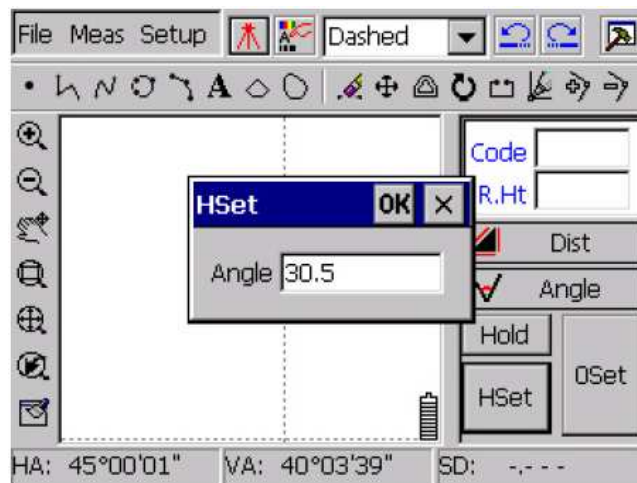 File Meas Setup Dashed
A
Code
R.Ht
HSet OK ×
Angle 30.5
Dist
Angle
Hold
HSet
0Set
HA: 45°00'01" VA: 40°03'39" SD: -.---